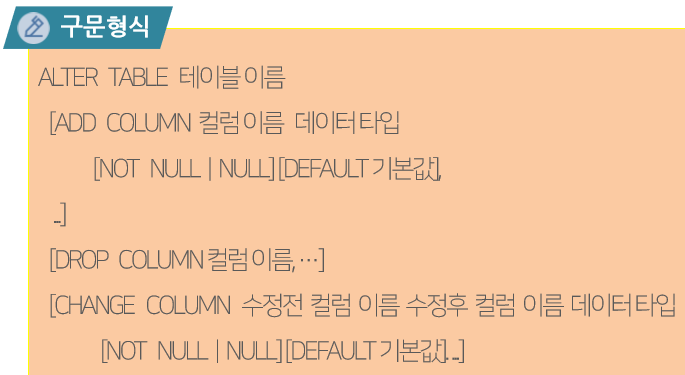 구문형식
ALTER TABLE 테이블이름
[ADD COLUMN 컬럼이름 데이터타입
[NOT NULL | NULL][DEFAULT 기본값],
...]
[DROP COLUMN 컬럼이름, …]
[CHANGE COLUMN 수정전 컬럼 이름 수정후 컬럼 이름 데이터타입
[NOT NULL | NULL][DEFAULT 기본값]. ...]